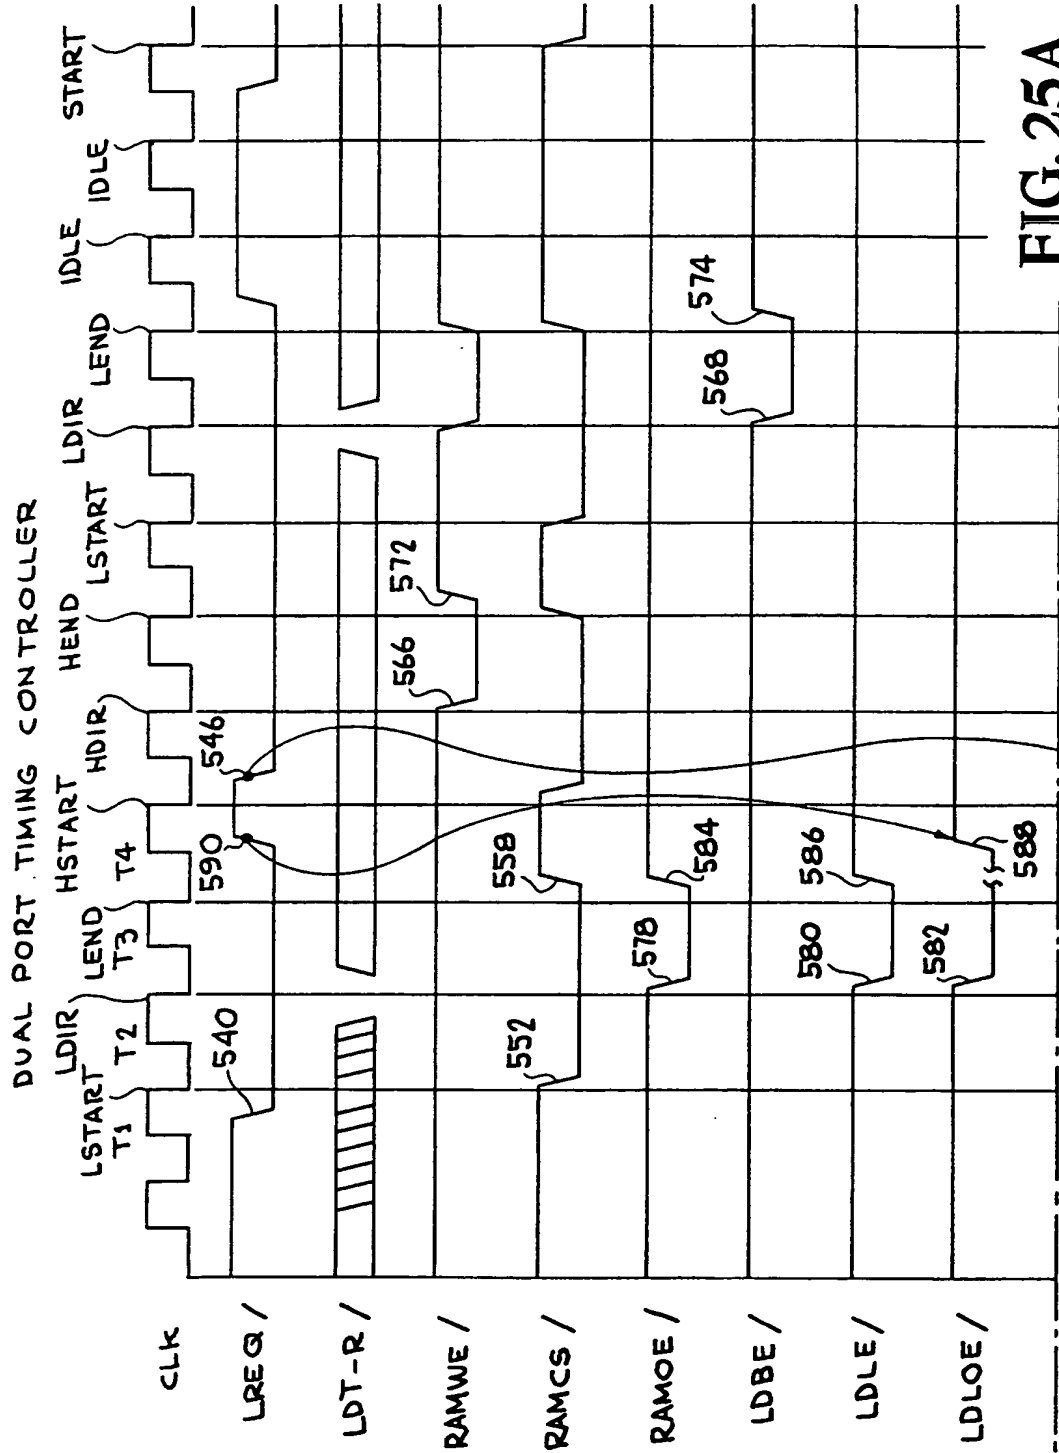 DUAL PORT TIMING CONTROLLER
LSTART LDIR LEND HSTART HDIR HEND LSTART LDIR LEND IDLE IDLE START
T1 T2 T3 T4
CLK
LREQ / 540 590 546
LDT-R /
RAMWE / 566 572
RAMCS / 552 558
RAMOE / 578 584
LDBE / 568 574
LDLE / 580 586
LDLOE / 582 588
FIG. 25A